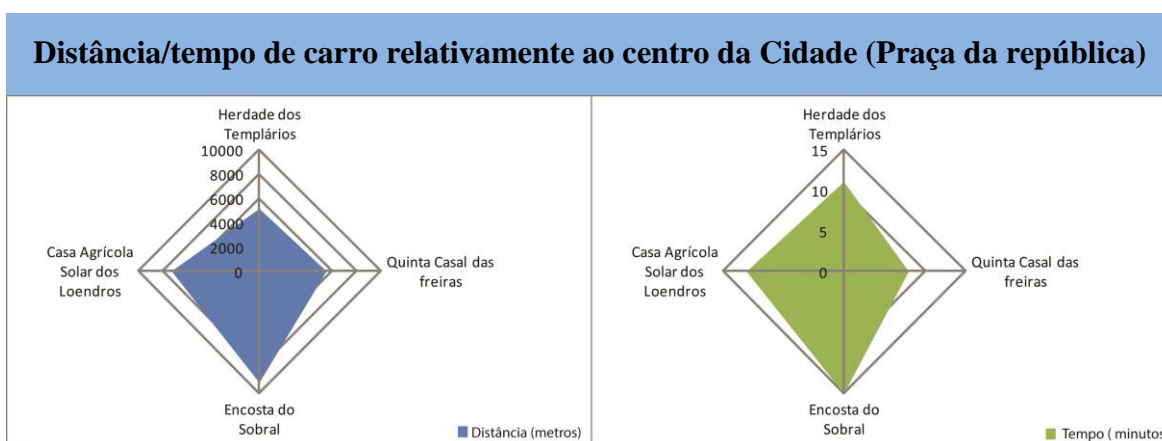 Distância/tempo de carro relativamente ao centro da Cidade (Praça da república)
Herdade dos
Templários
10000
8000
6000
4000
2000
0
Casa Agrícola
Solar dos
Loendros
Quinta Casal das
freiras
Encosta do
Sobral
Distância (metros)
Herdade dos
Templários
15
10
5
0
Casa Agrícola
Solar dos
Loendros
Quinta Casal das
freiras
Encosta do
Sobral
Tempo ( minutos